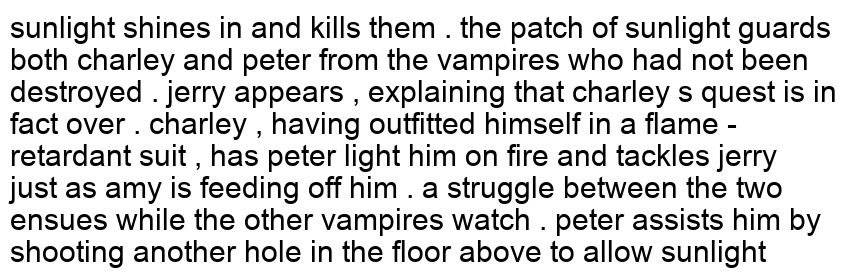 sunlight shines in and kills them . the patch of sunlight guards
both charley and peter from the vampires who had not been
destroyed . jerry appears , explaining that charley s quest is in
fact over . charley , having outfitted himself in a flame -
retardant suit , has peter light him on fire and tackles jerry
just as amy is feeding off him . a struggle between the two
ensues while the other vampires watch . peter assists him by
shooting another hole in the floor above to allow sunlight